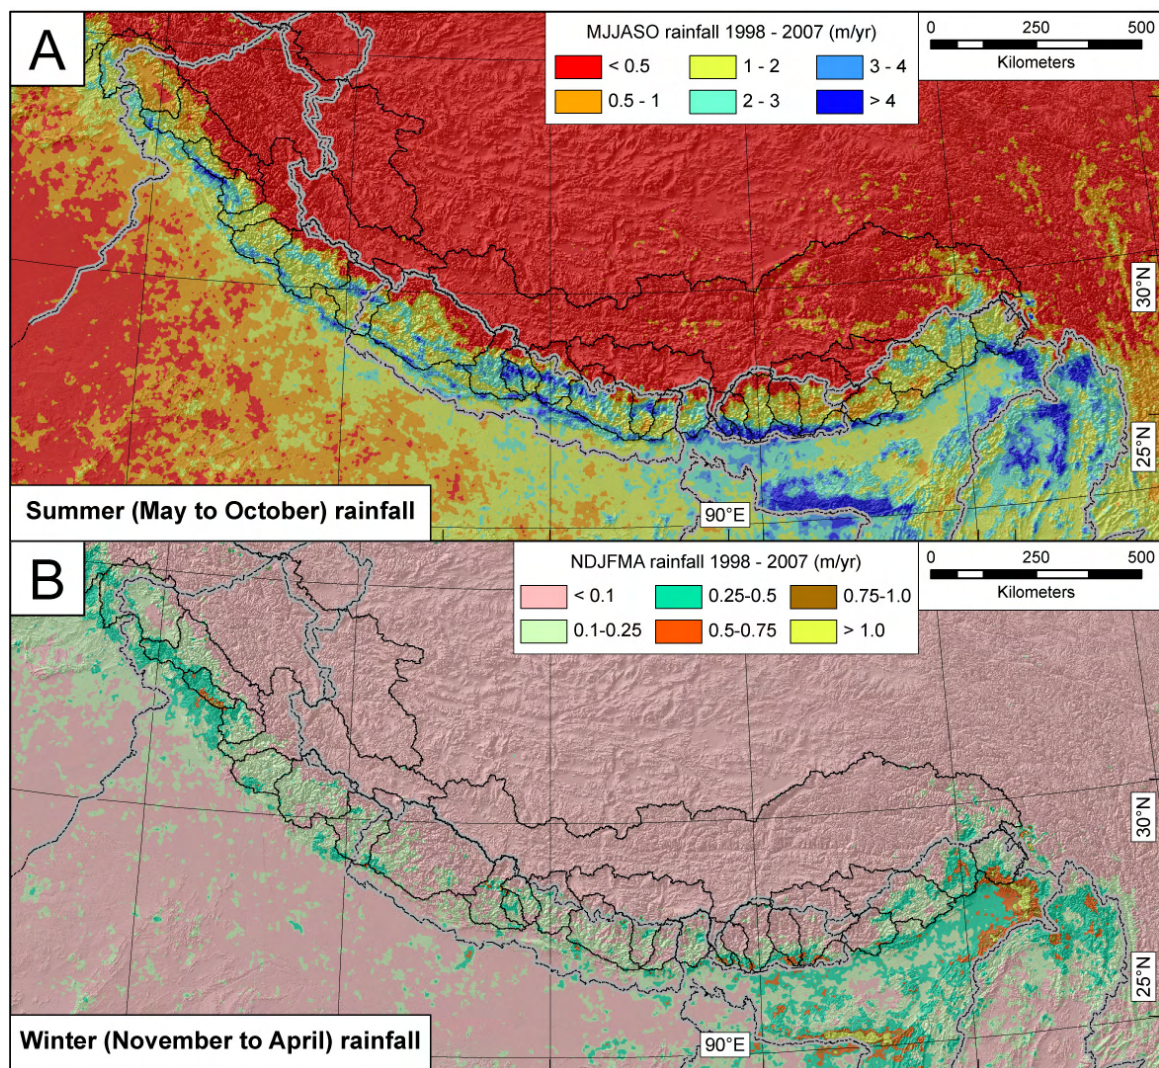 A
MJJASO rainfall 1998 - 2007 (m/yr)
< 0.5 1 - 2 3 - 4
0.5 - 1 2 - 3 > 4
0 250 500
Kilometers
30°N
25°N
90°E
Summer (May to October) rainfall
B
NDJFMA rainfall 1998 - 2007 (m/yr)
< 0.1 0.25-0.5 0.75-1.0
0.1-0.25 0.5-0.75 > 1.0
0 250 500
Kilometers
30°N
25°N
90°E
Winter (November to April) rainfall